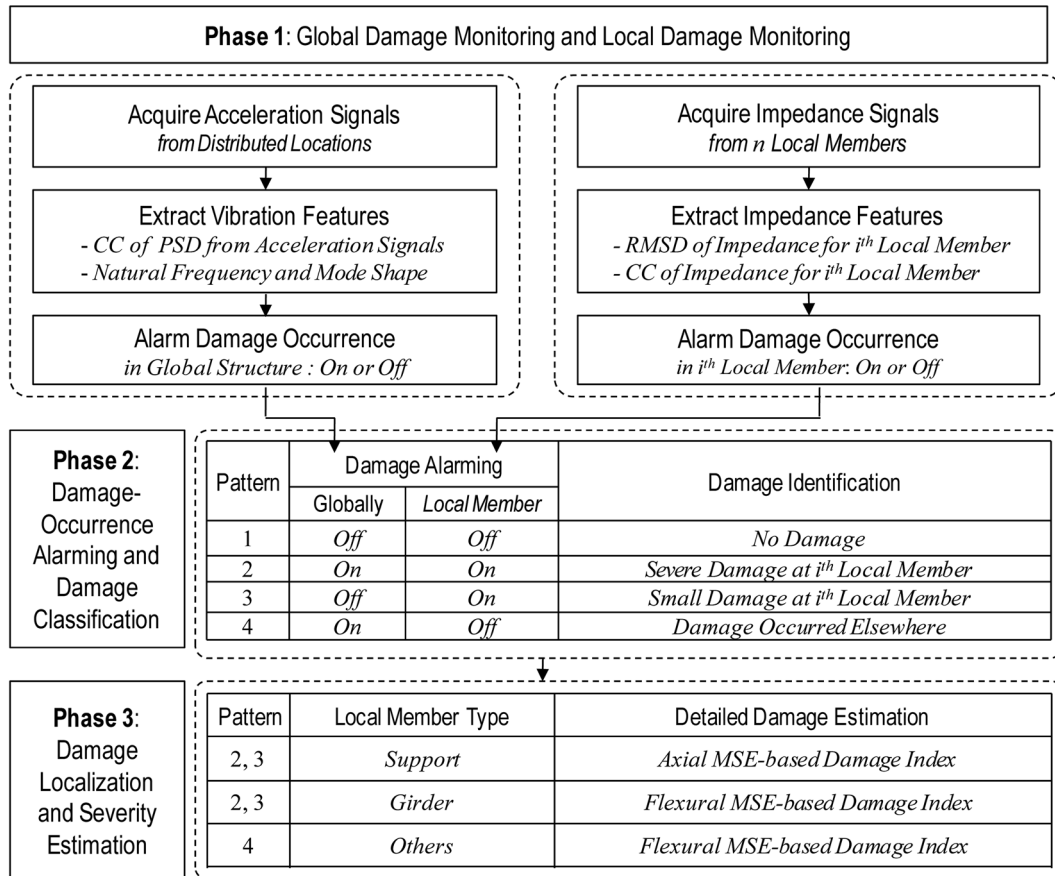 Phase 1: Global Damage Monitoring and Local Damage Monitoring
Acquire Acceleration Signals
from Distributed Locations
Extract Vibration Features
- CC of PSD from Acceleration Signals
- Natural Frequency and Mode Shape
Alarm Damage Occurrence
in Global Structure : On or Off
Acquire Impedance Signals
from n Local Members
Extract Impedance Features
- RMSD of Impedance for ith Local Member
- CC of Impedance for ith Local Member
Alarm Damage Occurrence
in ith Local Member: On or Off
Phase 2:
Damage-
Occurrence
Alarming and
Damage
Classification
Pattern Damage Alarming Damage Identification
Globally Local Member
1 Off Off No Damage
2 On On Severe Damage at ith Local Member
3 Off On Small Damage at ith Local Member
4 On Off Damage Occurred Elsewhere
Phase 3:
Damage
Localization
and Severity
Estimation
Pattern Local Member Type Detailed Damage Estimation
2, 3 Support Axial MSE-based Damage Index
2, 3 Girder Flexural MSE-based Damage Index
4 Others Flexural MSE-based Damage Index